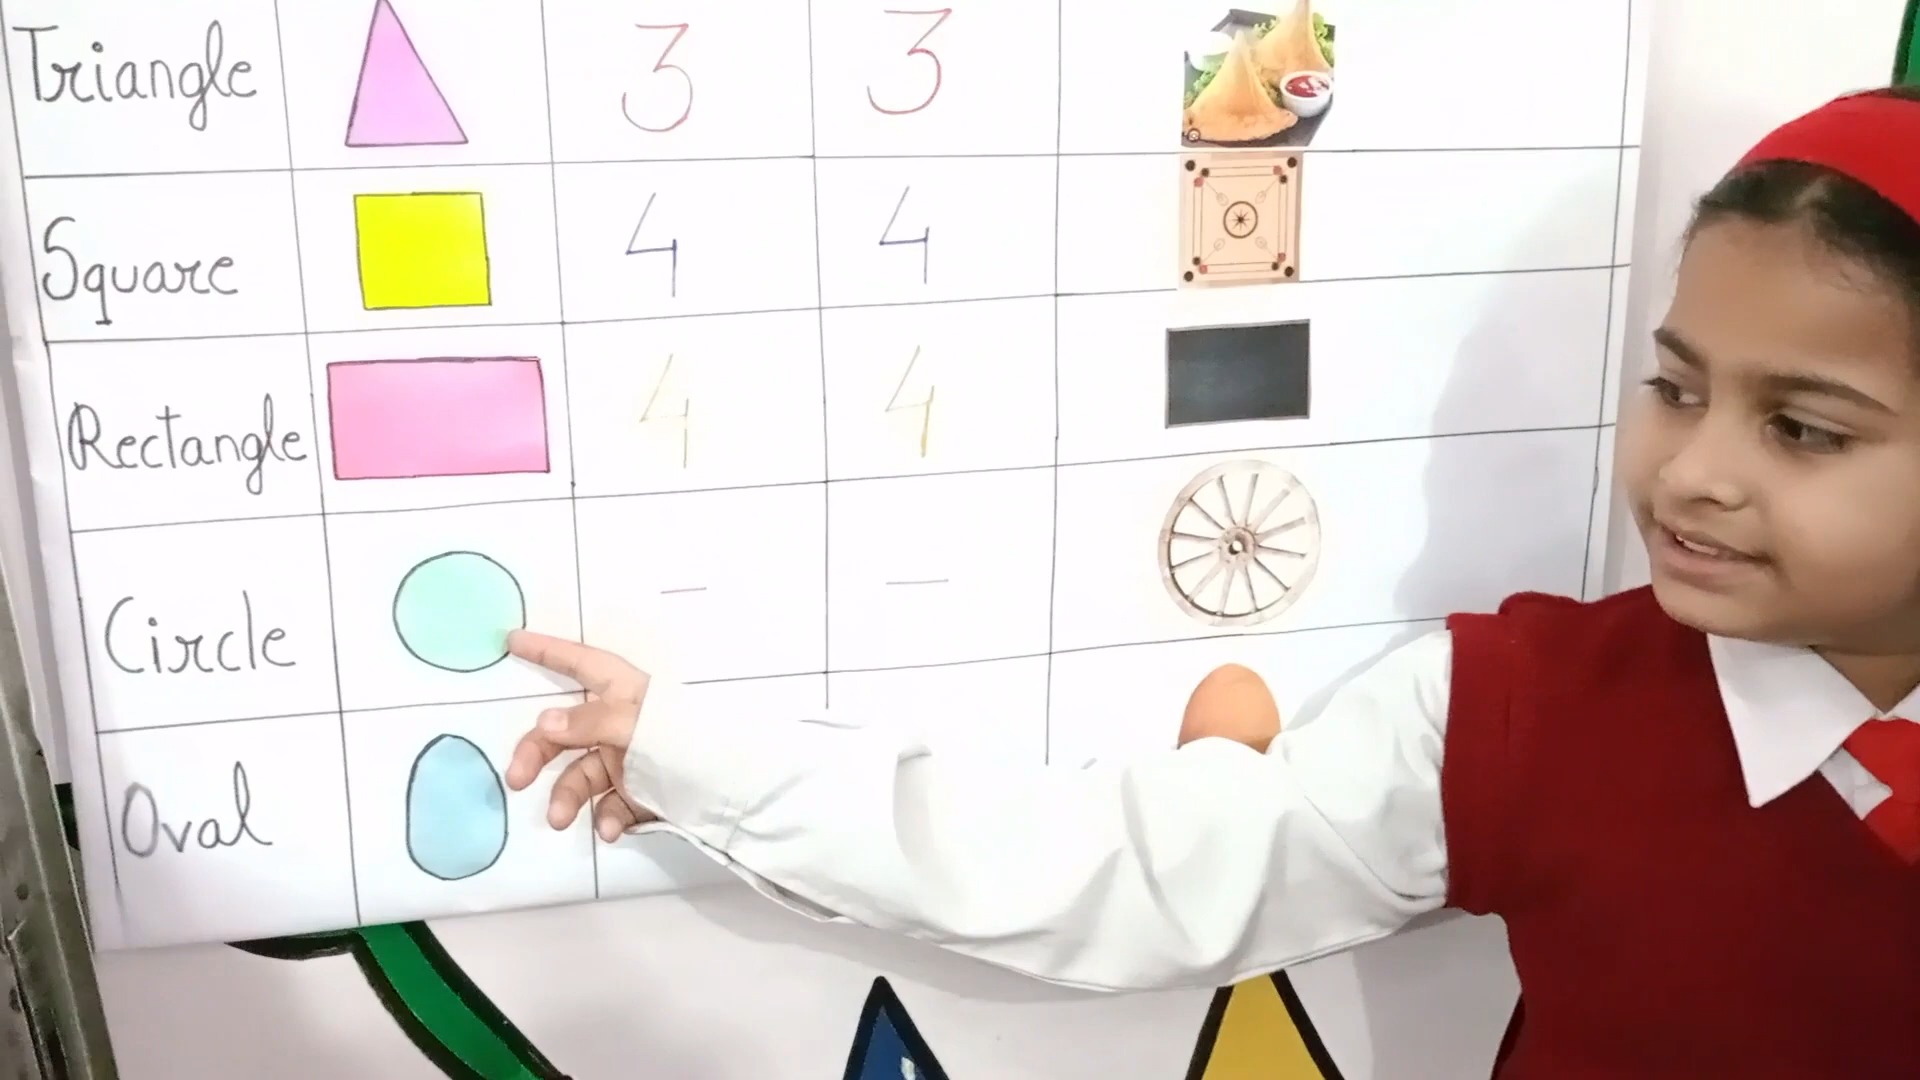 Triangle 3 3
Square 4 4
Rectangle 4 4
Circle — —
Oval